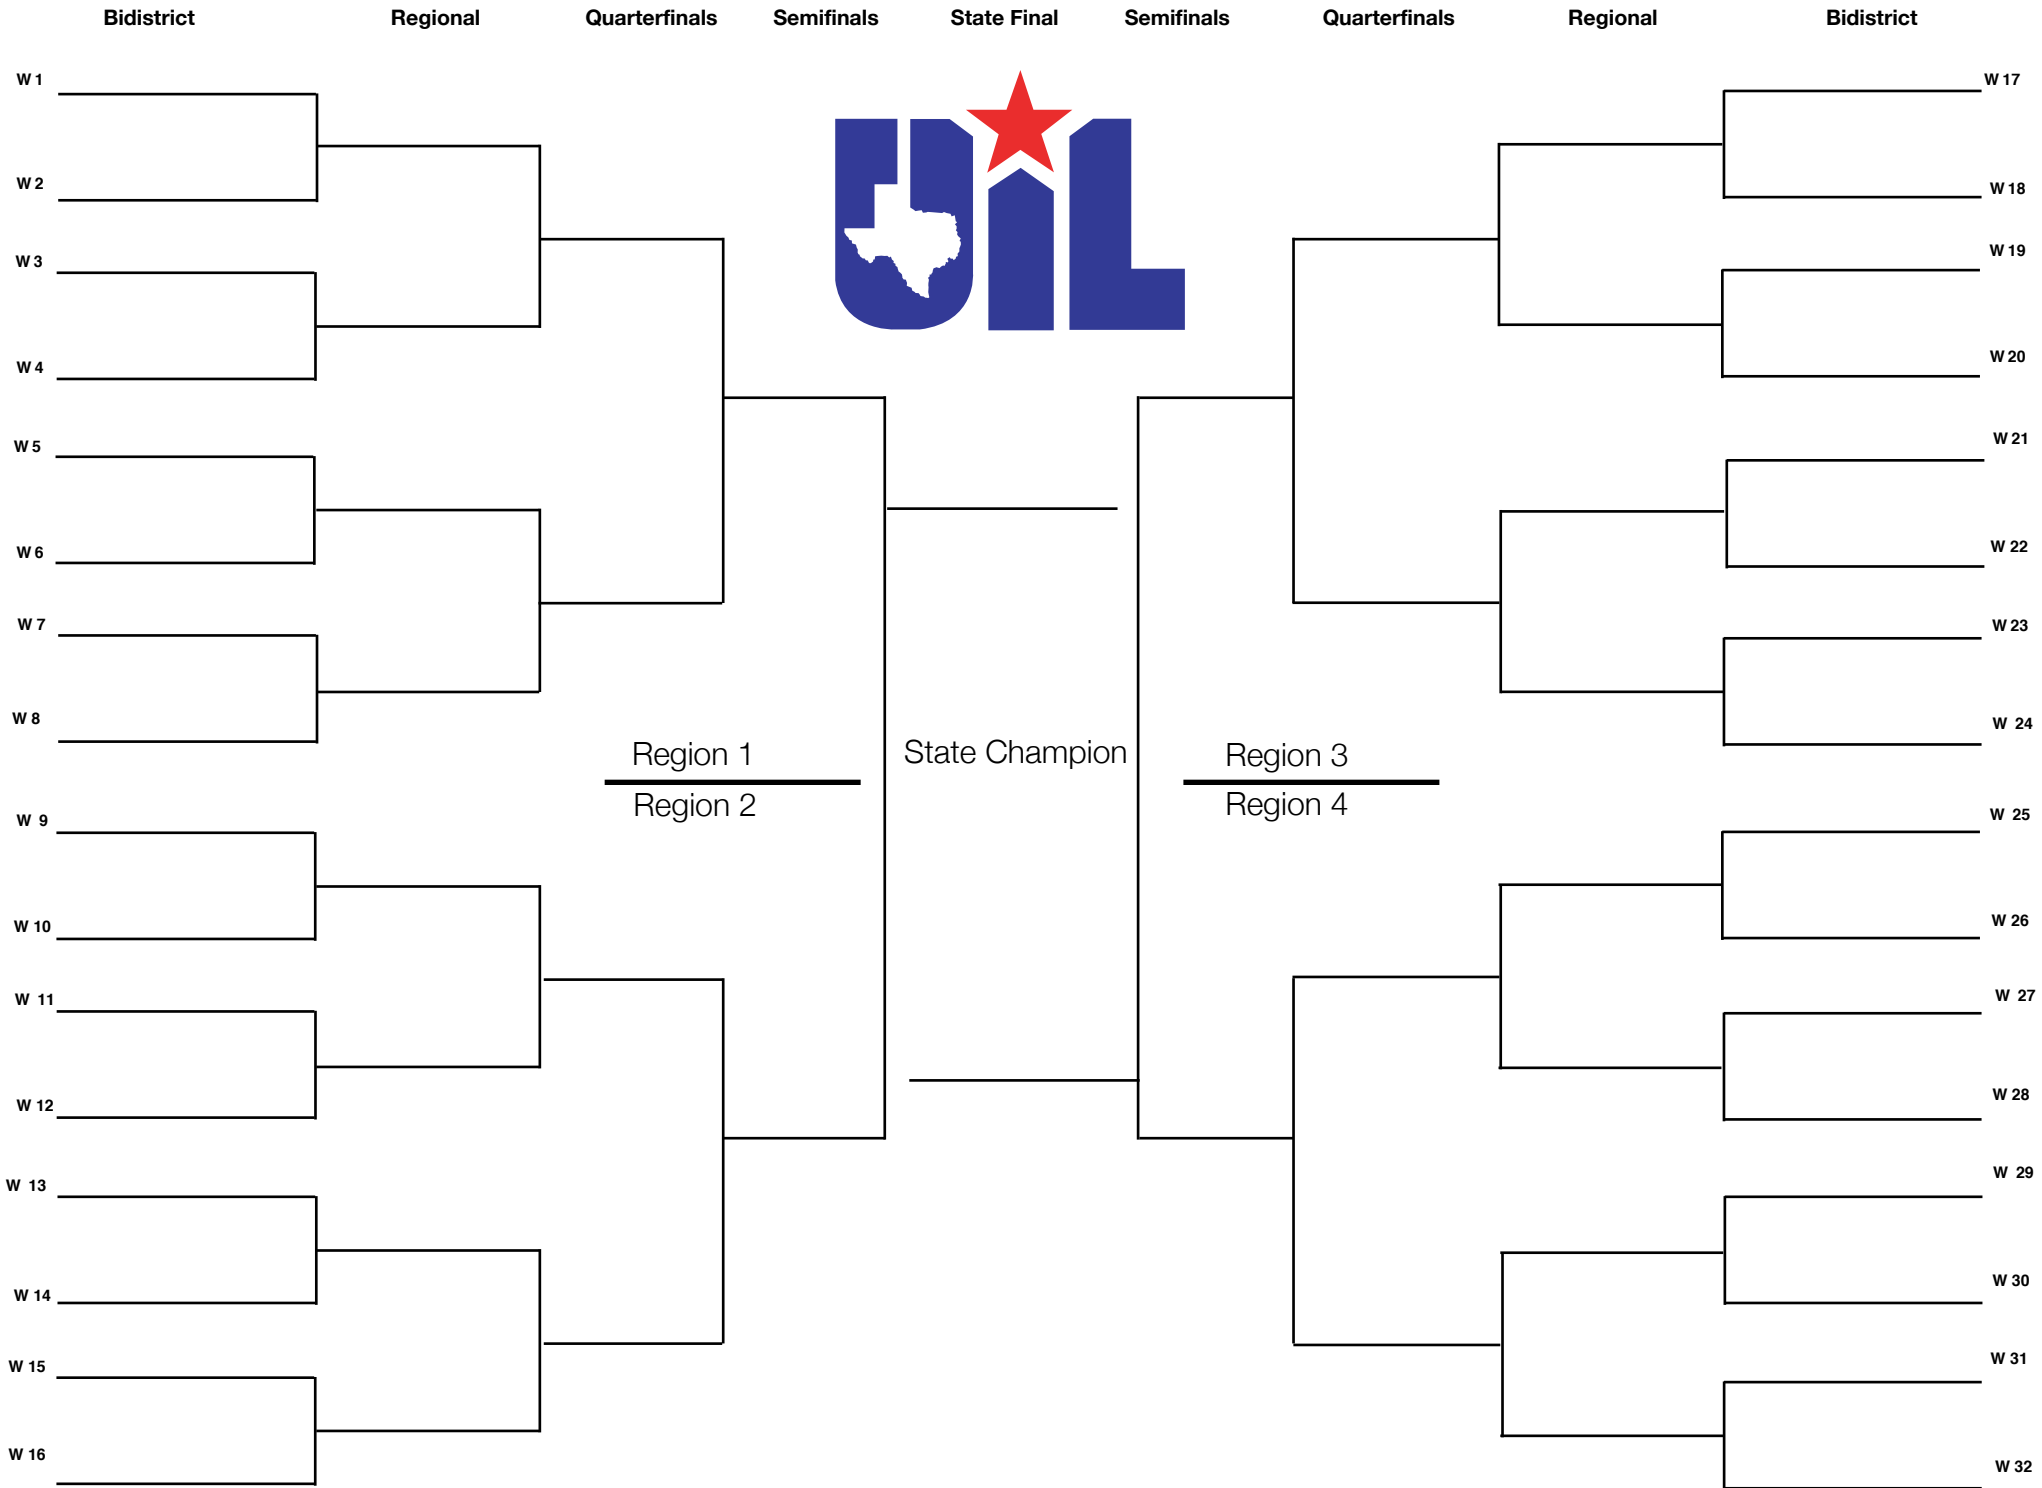 Bidistrict Regional Quarterfinals Semifinals State Final Semifinals Quarterfinals Regional Bidistrict
W 1
W 2
W 3
W 4
W 5
W 6
W 7
W 8
W 9
W 10
W 11
W 12
W 13
W 14
W 15
W 16
UIL
Region 1
Region 2
State Champion
Region 3
Region 4
W 17
W 18
W 19
W 20
W 21
W 22
W 23
W 24
W 25
W 26
W 27
W 28
W 29
W 30
W 31
W 32